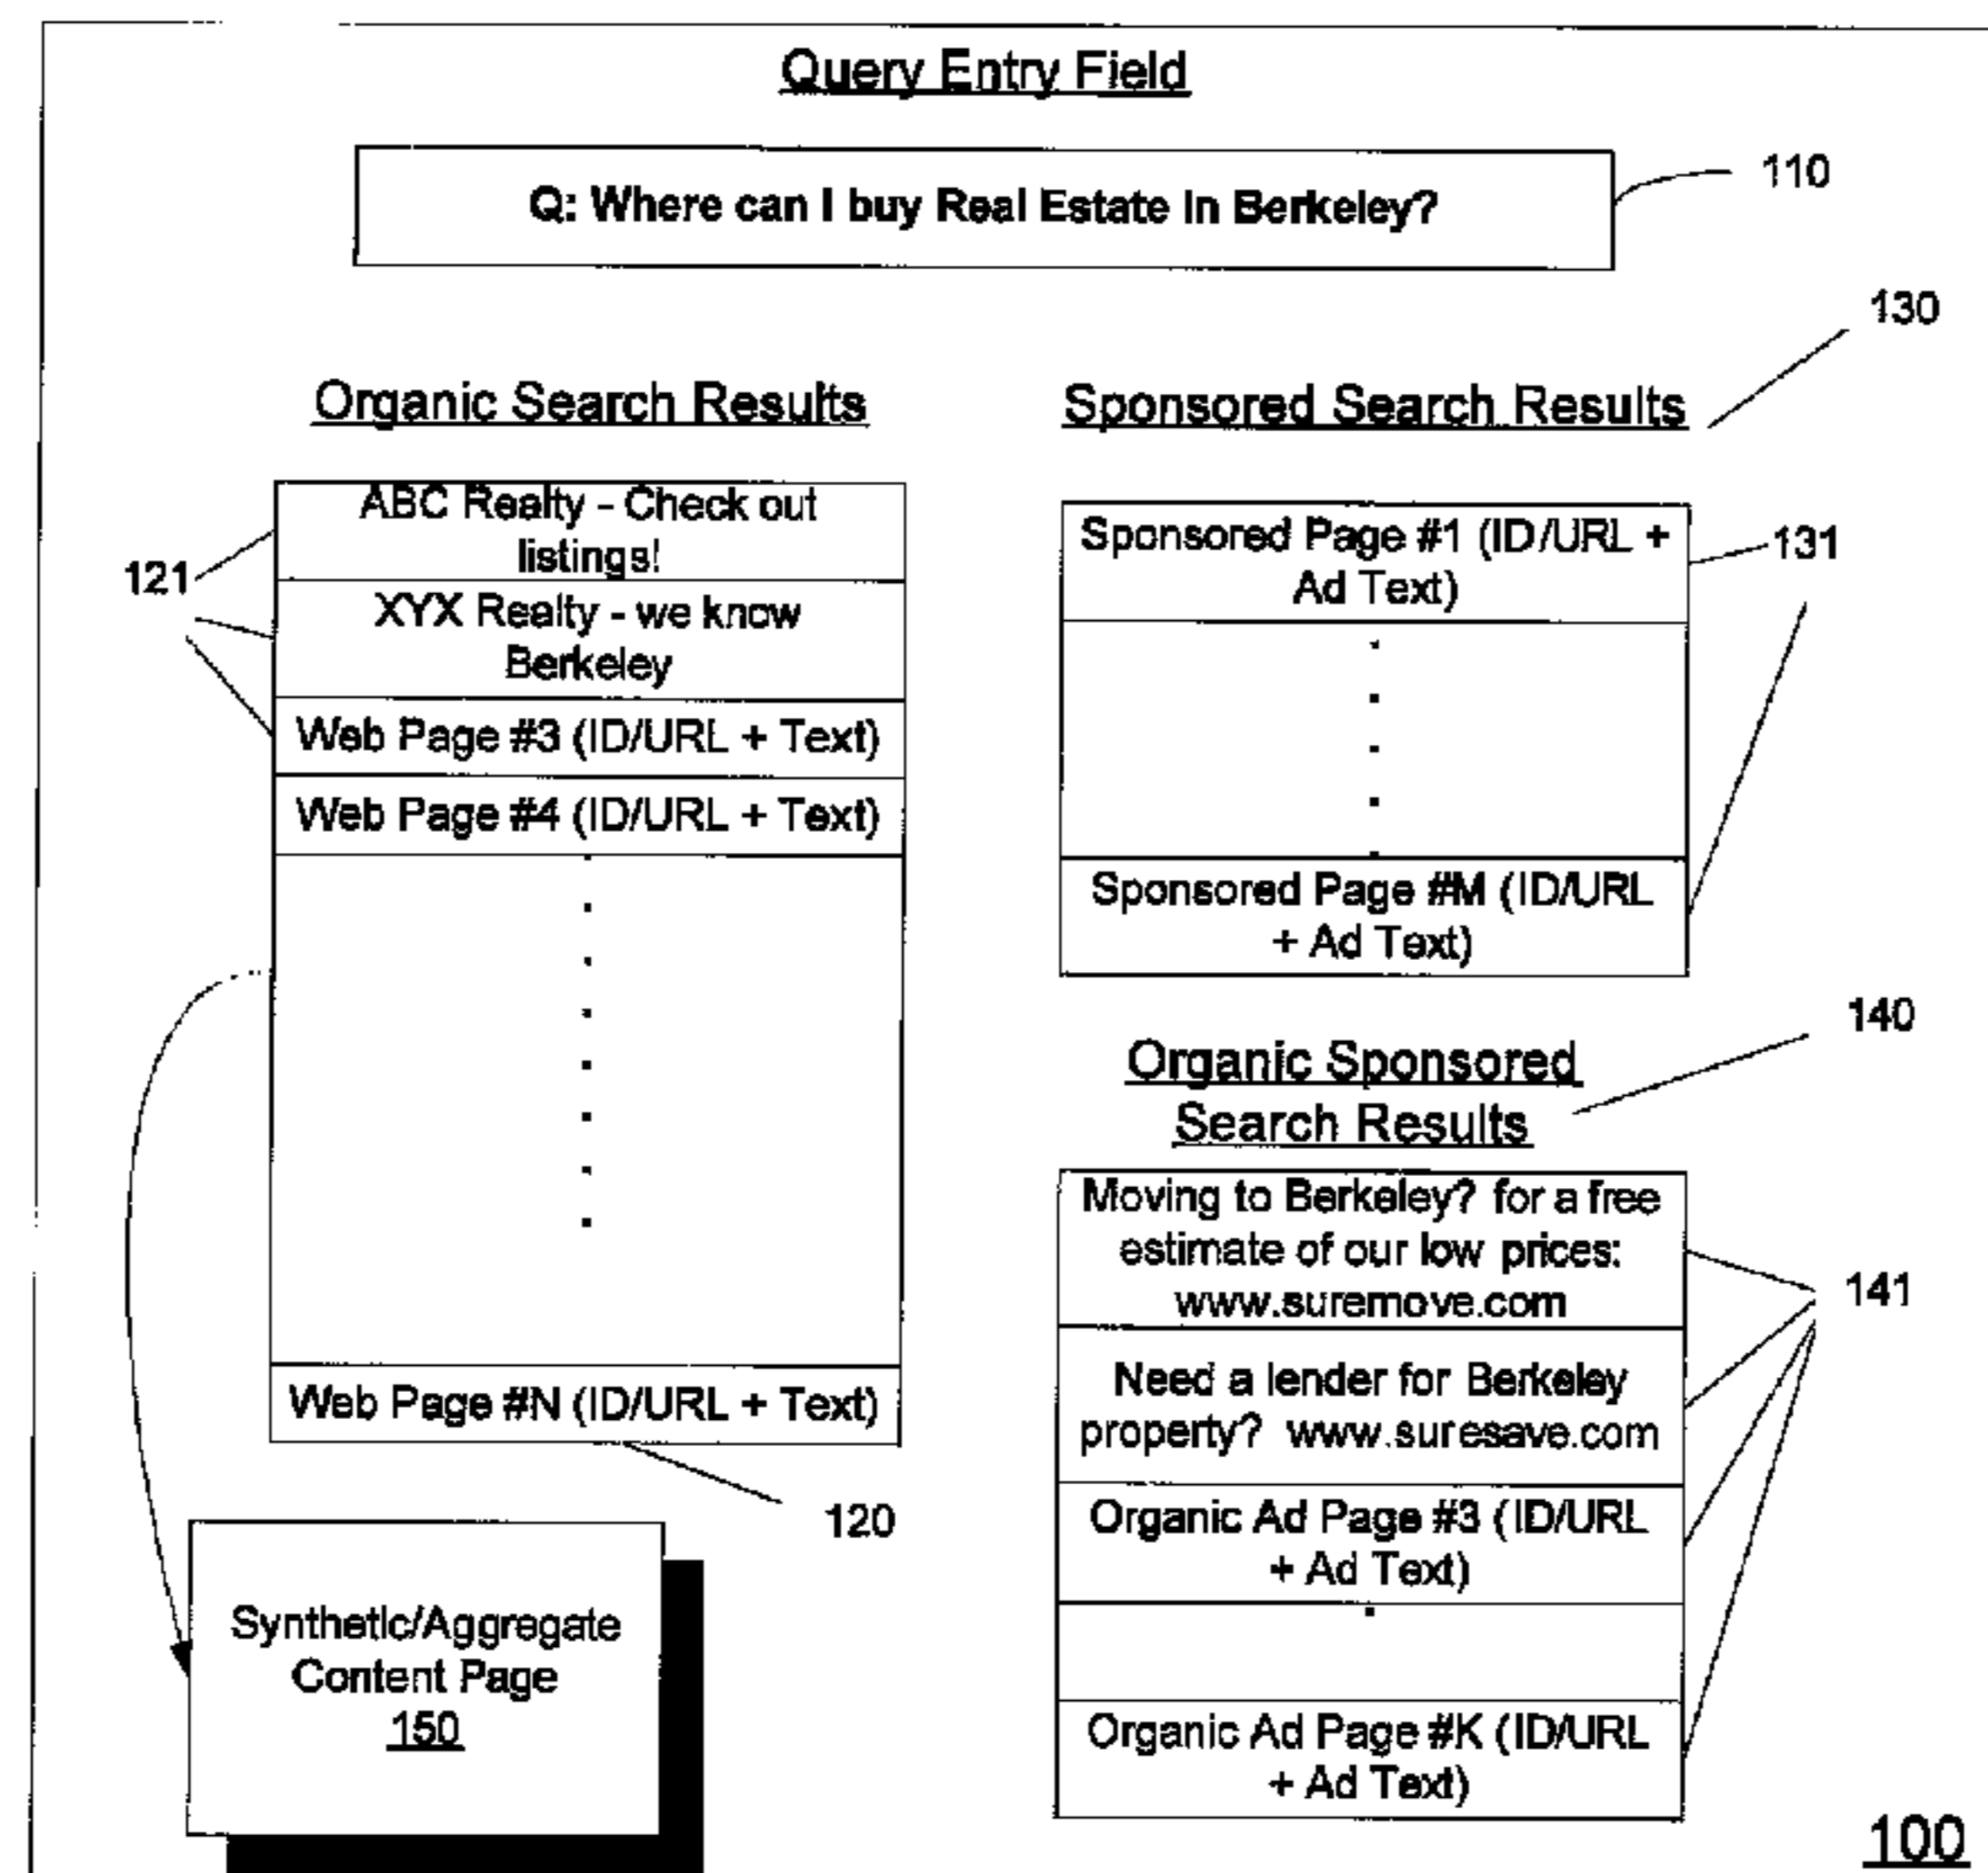 Query Entry Field
Q: Where can I buy Real Estate in Berkeley?
110
130
Organic Search Results
ABC Realty - Check out
listings!
XYX Realty - we know
Berkeley
Web Page #3 (ID/URL + Text)
Web Page #4 (ID/URL + Text)
Web Page #N (ID/URL + Text)
121
120
Synthetic/Aggregate
Content Page
150
Sponsored Search Results
Sponsored Page #1 (ID/URL +
Ad Text)
Sponsored Page #M (ID/URL
+ Ad Text)
131
140
Organic Sponsored
Search Results
Moving to Berkeley? for a free
estimate of our low prices:
www.suremove.com
Need a lender for Berkeley
property? www.suresave.com
Organic Ad Page #3 (ID/URL
+ Ad Text)
Organic Ad Page #K (ID/URL
+ Ad Text)
141
100